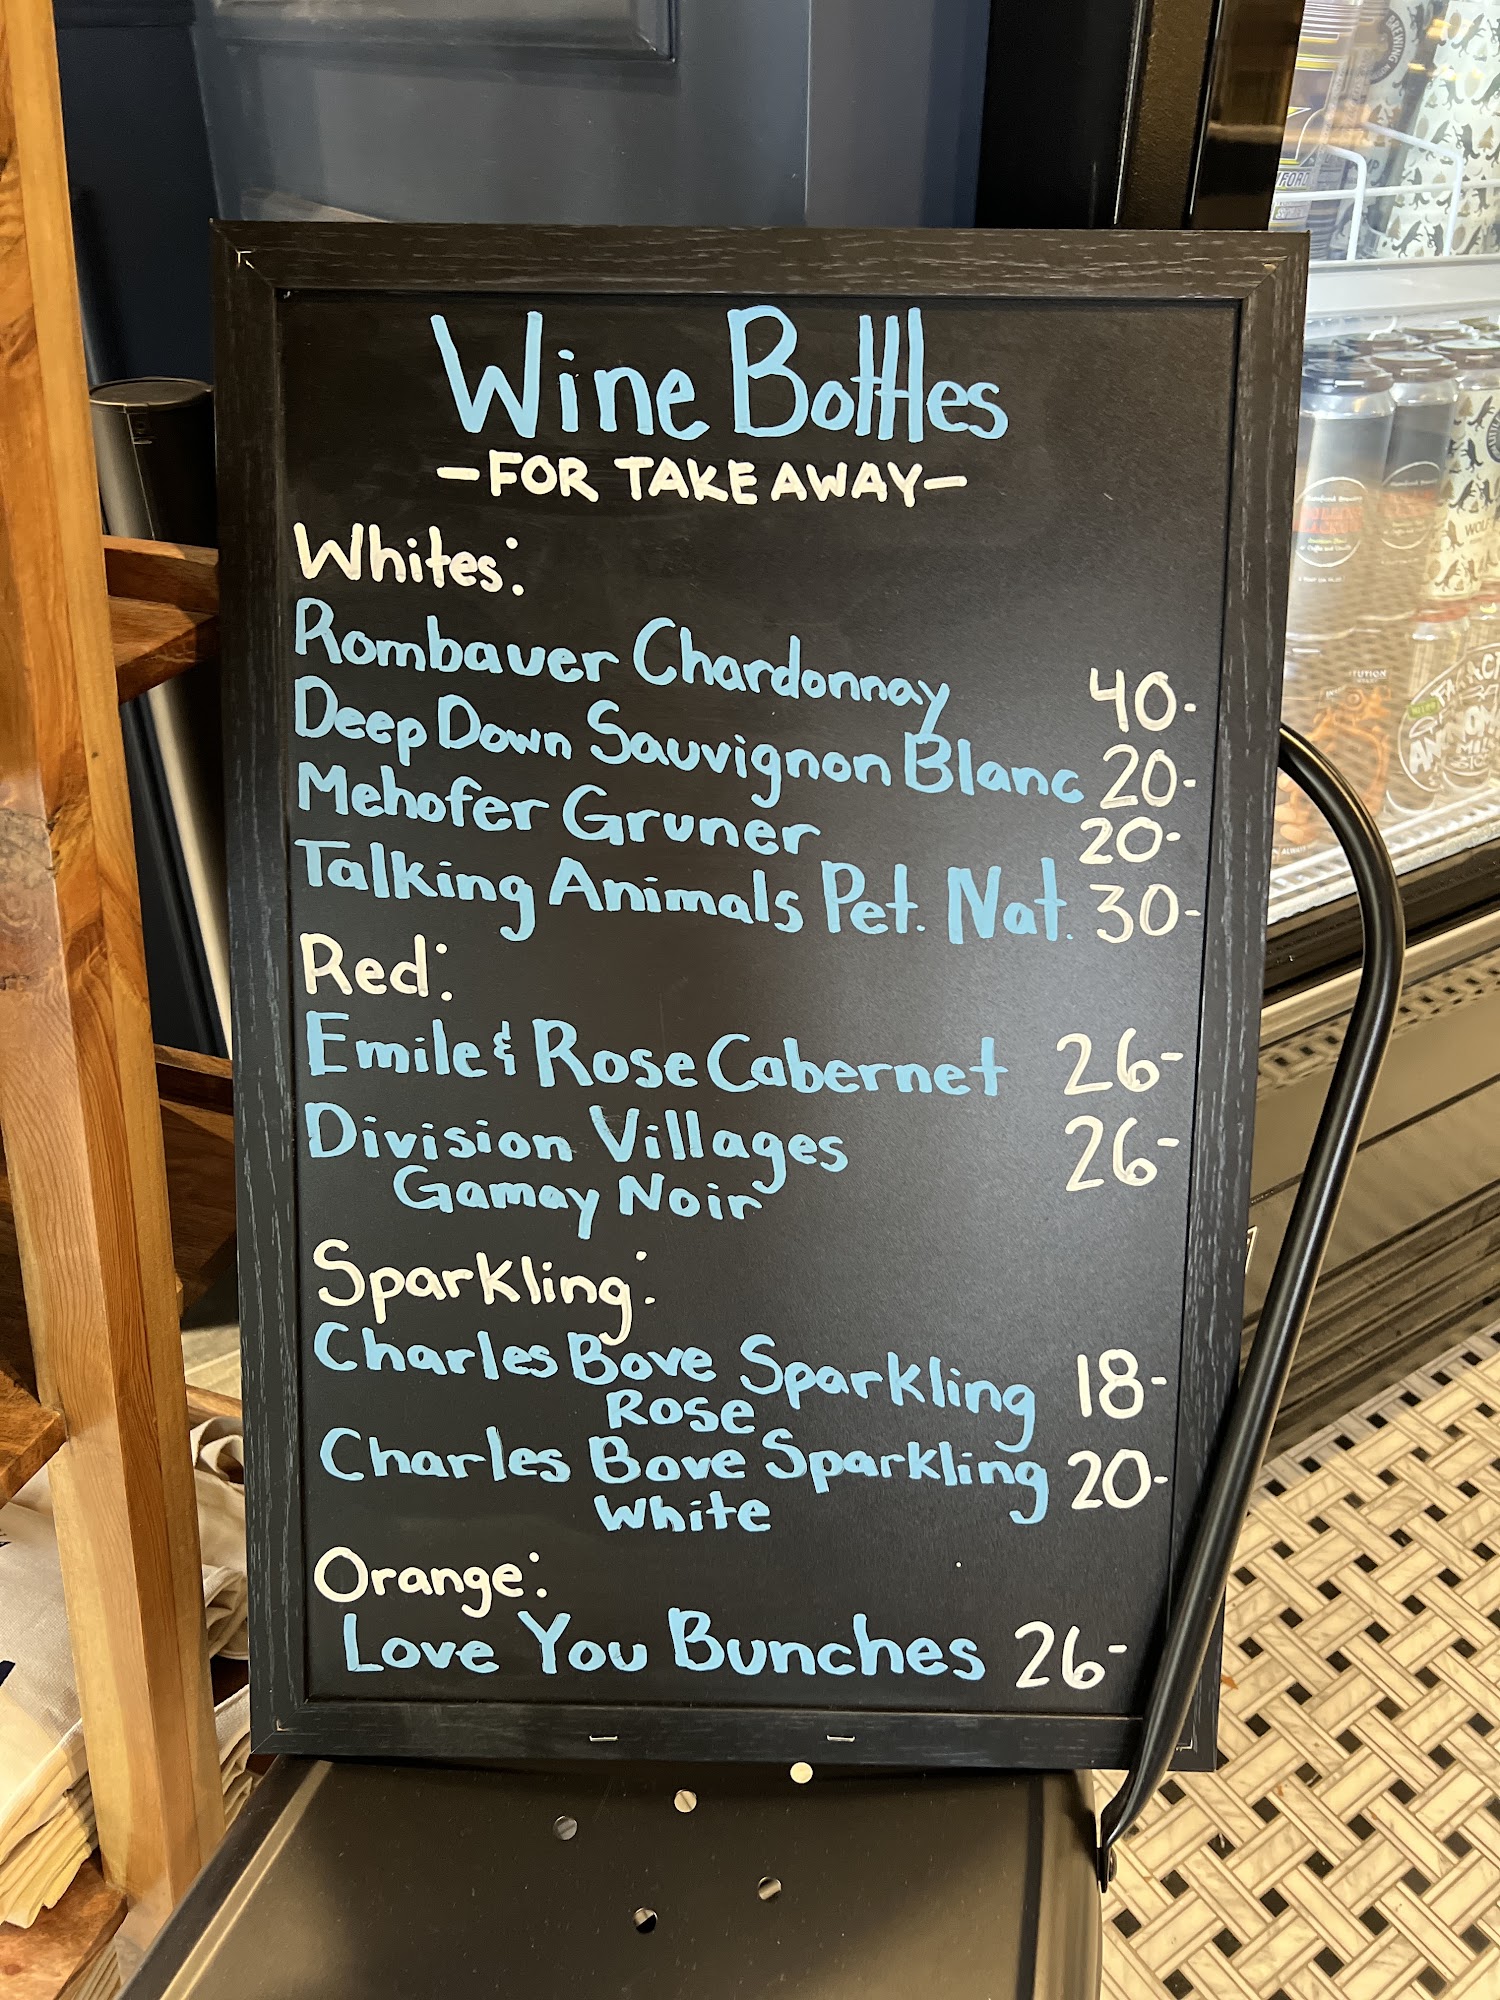 Wine Bottles
-FOR TAKE AWAY-
Whites:
Rombauer Chardonnay 40-
Deep Down Sauvignon Blanc 20-
Mehofer Gruner 20-
Talking Animals Pet. Nat. 30-
Red:
Emile & Rose Cabernet 26-
Division Villages 26-
Gamay Noir
Sparkling:
Charles Bove Sparkling 18-
Rose
Charles Bove Sparkling 20-
White
Orange:
Love You Bunches 26-